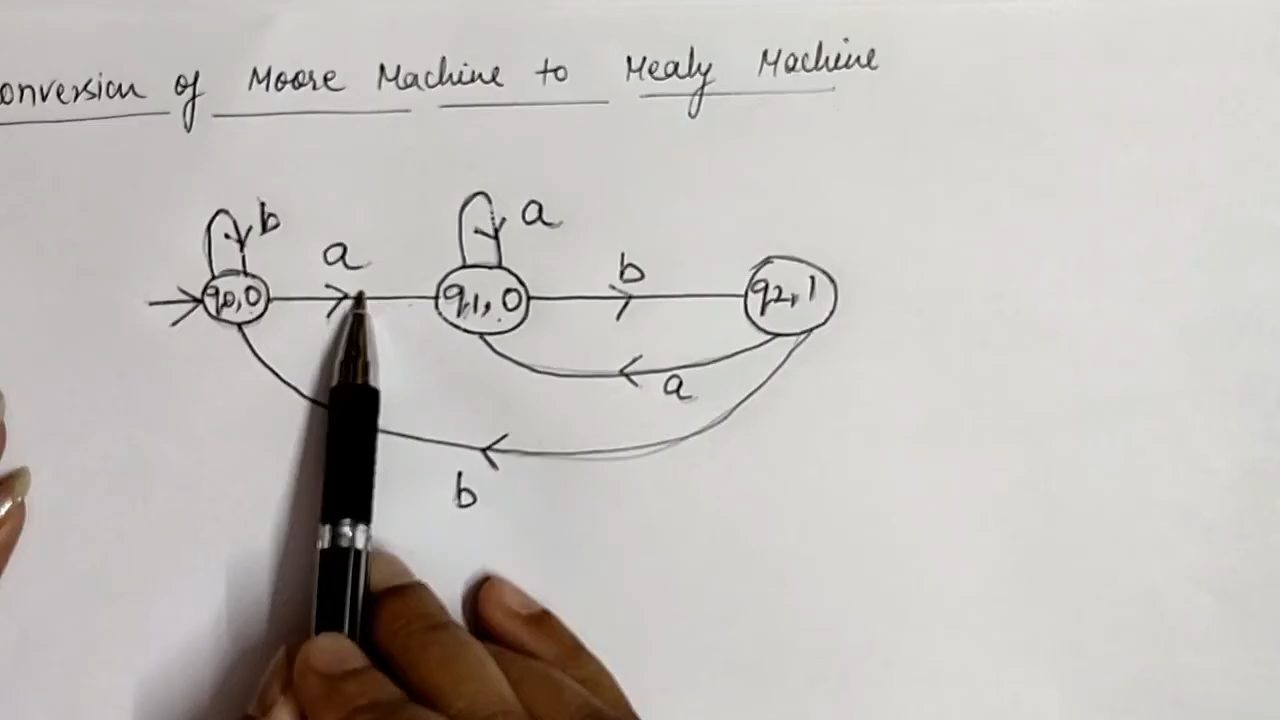 onversion of Moore Machine to Mealy Machine
b a a
q0,0 q1,0 b q2,1
a
b